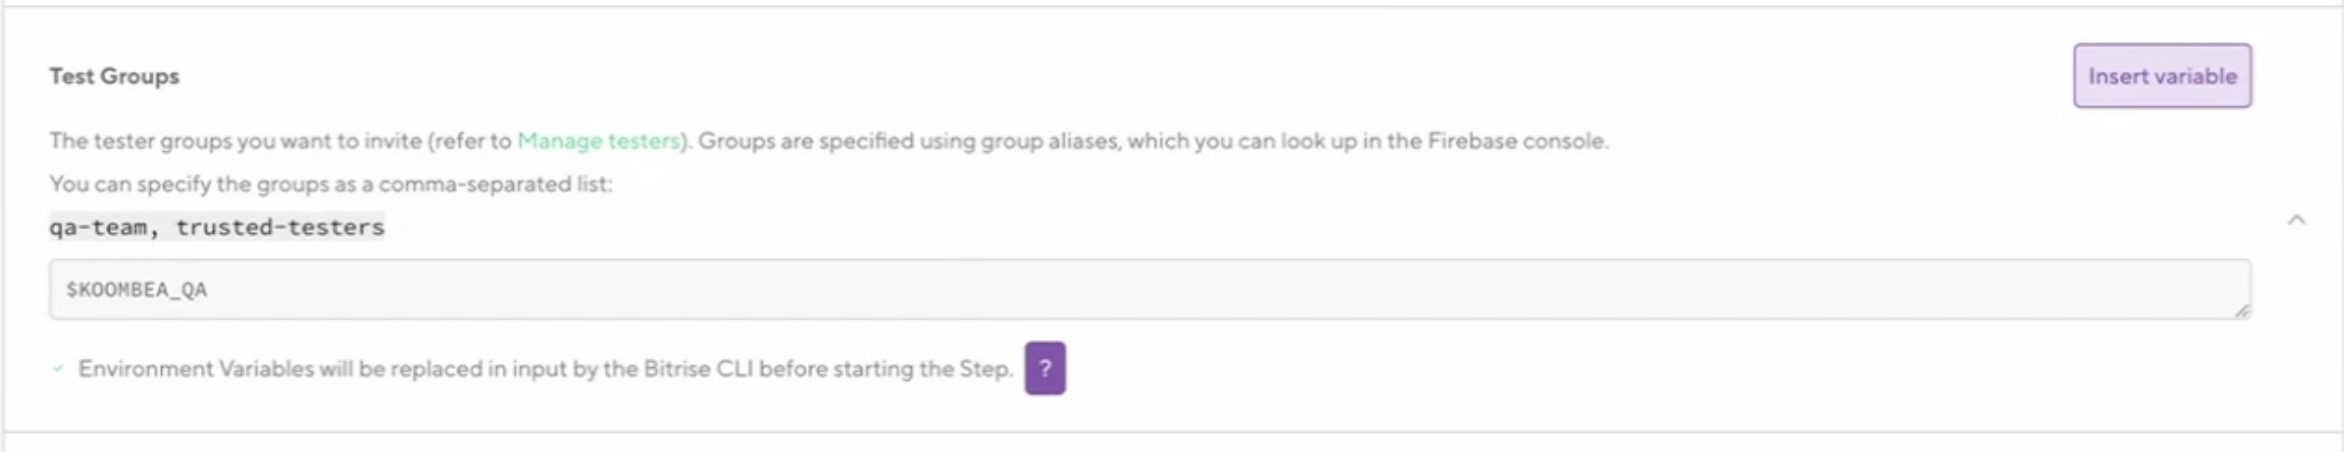 Test Groups
Insert variable
The tester groups you want to invite (refer to Manage testers). Groups are specified using group aliases, which you can look up in the Firebase console.
You can specify the groups as a comma-separated list:
qa-team, trusted-testers
$KOOMBEA_QA
Environment Variables will be replaced in input by the Bitrise CLI before starting the Step. ?